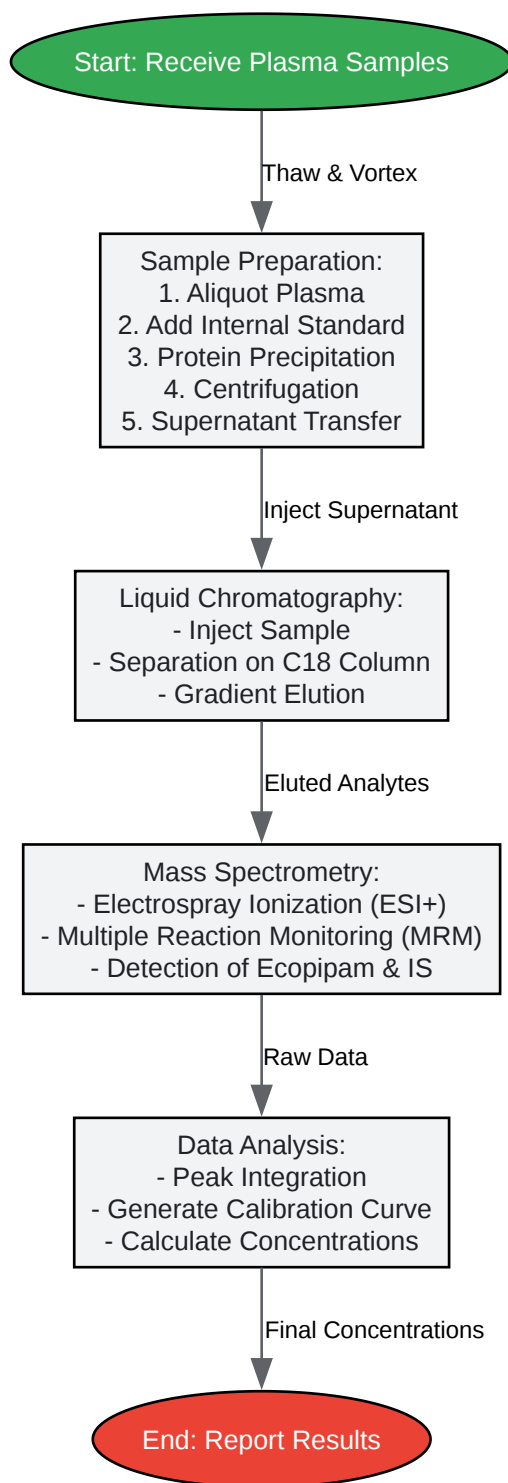 Start: Receive Plasma Samples
Thaw & Vortex
Sample Preparation:
1. Aliquot Plasma
2. Add Internal Standard
3. Protein Precipitation
4. Centrifugation
5. Supernatant Transfer
Inject Supernatant
Liquid Chromatography:
- Inject Sample
- Separation on C18 Column
- Gradient Elution
Eluted Analytes
Mass Spectrometry:
- Electrospray Ionization (ESI+)
- Multiple Reaction Monitoring (MRM)
- Detection of Ecopipam & IS
Raw Data
Data Analysis:
- Peak Integration
- Generate Calibration Curve
- Calculate Concentrations
Final Concentrations
End: Report Results